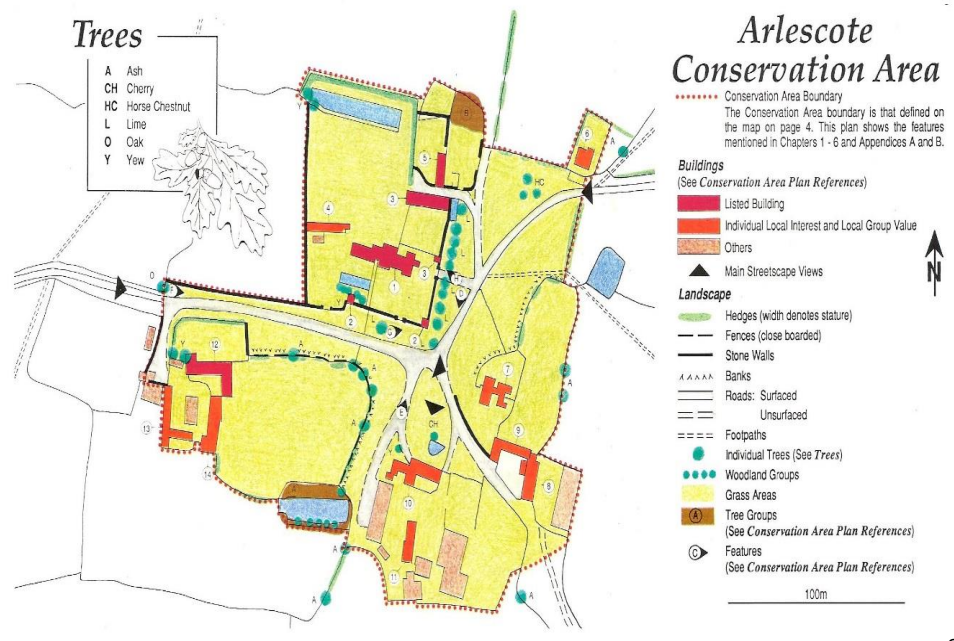 Trees
A Ash
CH Cherry
HC Horse Chestnut
L Lime
O Oak
Y Yew
Arlescote
Conservation Area
Conservation Area Boundary
The Conservation Area boundary is that defined on
the map on page 4. This plan shows the features
mentioned in Chapters 1 - 6 and Appendices A and B.
Buildings
(See Conservation Area Plan References)
Listed Building
Individual Local Interest and Local Group Value
Others
Main Streetscape Views
N
Landscape
Hedges (width denotes stature)
Fences (close boarded)
Stone Walls
Banks
Roads: Surfaced
Unsurfaced
Footpaths
Individual Trees (See Trees)
Woodland Groups
Grass Areas
A Tree Groups
(See Conservation Area Plan References)
C Features
(See Conservation Area Plan References)
100m
B
6
A
5
HC
3
L
4
L
3
1
O
Y
2
L
2
Y
12
A
A
7
A
E
CH
9
13
A
14
8
10
A
11
A
A